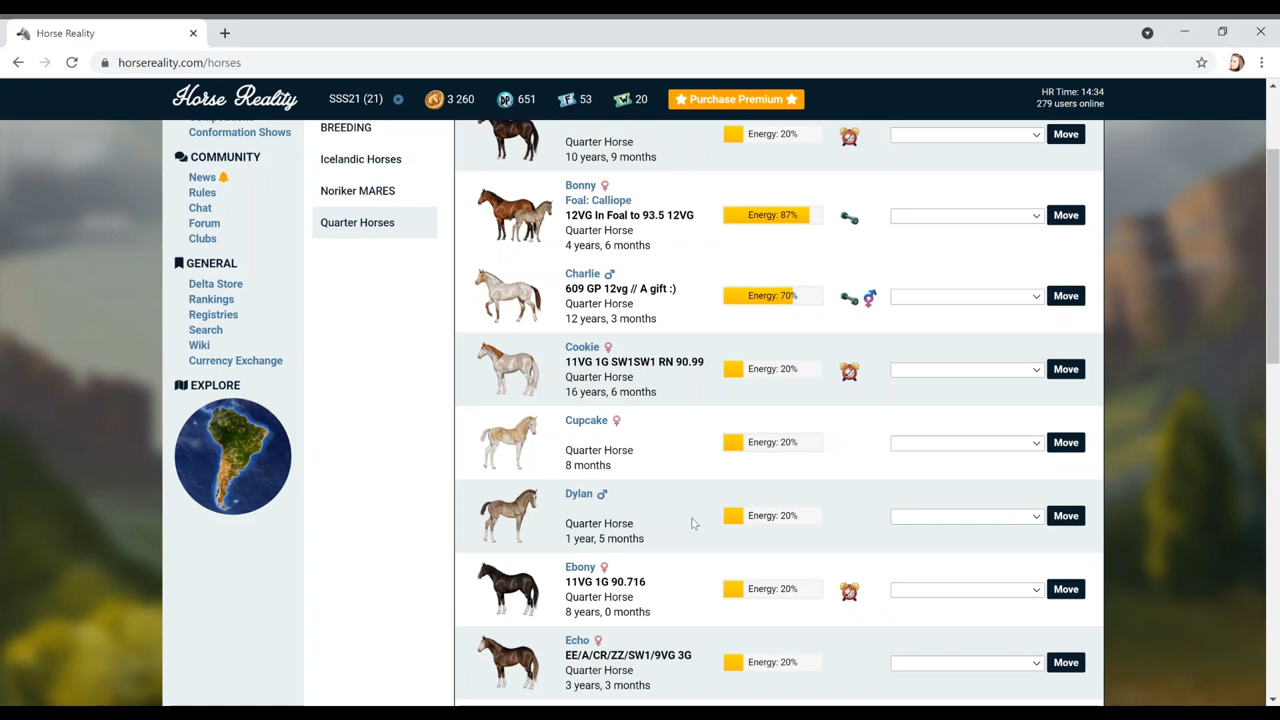 Horse Reality
horsereality.com/horses
Horse Reality
SSS21 (21)
3 260
651
53
20
Purchase Premium
HR Time: 14:34
279 users online
Conformation Shows
COMMUNITY
News
Rules
Chat
Forum
Clubs
GENERAL
Delta Store
Rankings
Registries
Search
Wiki
Currency Exchange
EXPLORE
BREEDING
Icelandic Horses
Noriker MARES
Quarter Horses
Quarter Horse
10 years, 9 months
Energy: 20%
Move
Bonny
Foal: Calliope
12VG In Foal to 93.5 12VG
Quarter Horse
4 years, 6 months
Energy: 87%
Move
Charlie
609 GP 12vg // A gift :)
Quarter Horse
12 years, 3 months
Energy: 70%
Move
Cookie
11VG 1G SW1SW1 RN 90.99
Quarter Horse
16 years, 6 months
Energy: 20%
Move
Cupcake
Quarter Horse
8 months
Energy: 20%
Move
Dylan
Quarter Horse
1 year, 5 months
Energy: 20%
Move
Ebony
11VG 1G 90.716
Quarter Horse
8 years, 0 months
Energy: 20%
Move
Echo
EE/A/CR/ZZ/SW1/9VG 3G
Quarter Horse
3 years, 3 months
Energy: 20%
Move